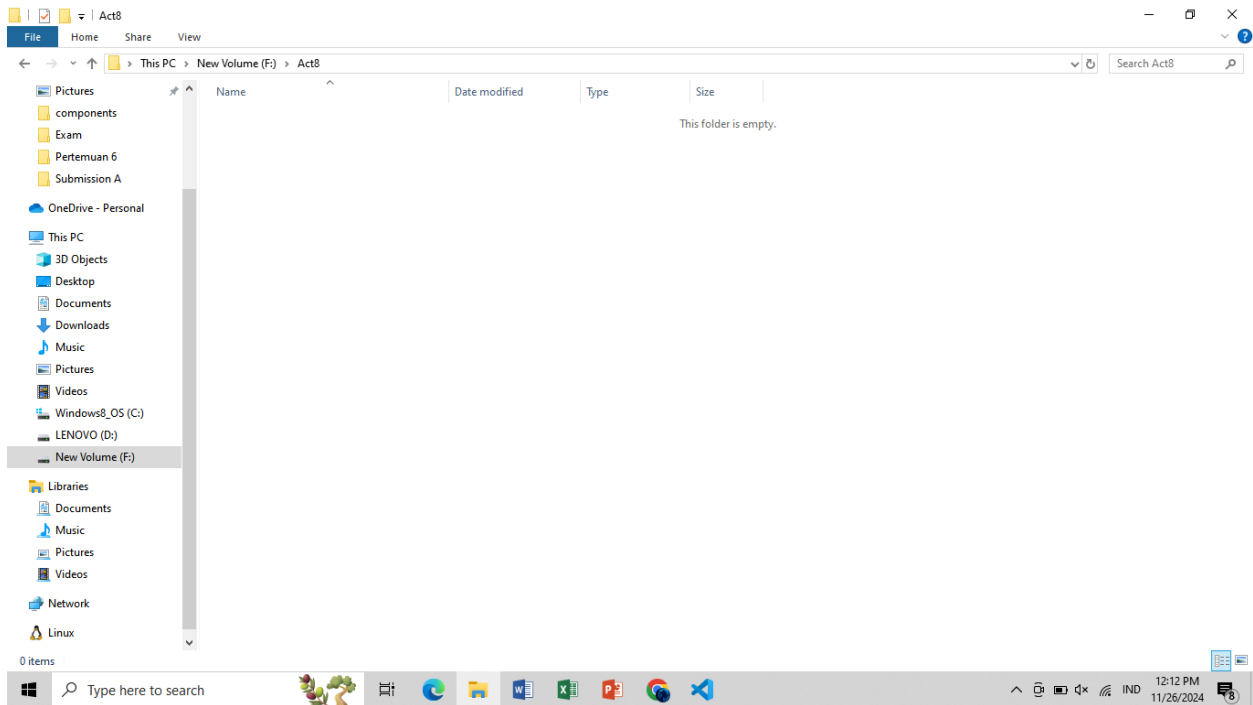 Act8
File Home Share View
This PC New Volume (F:) Act8
Search Act8
Name Date modified Type Size
This folder is empty.
Pictures
components
Exam
Pertemuan 6
Submission A
OneDrive - Personal
This PC
3D Objects
Desktop
Documents
Downloads
Music
Pictures
Videos
Windows8_OS (C:)
LENOVO (D:)
New Volume (F:)
Libraries
Documents
Music
Pictures
Videos
Network
Linux
0 items
Type here to search
IND
12:12 PM
11/26/2024
8